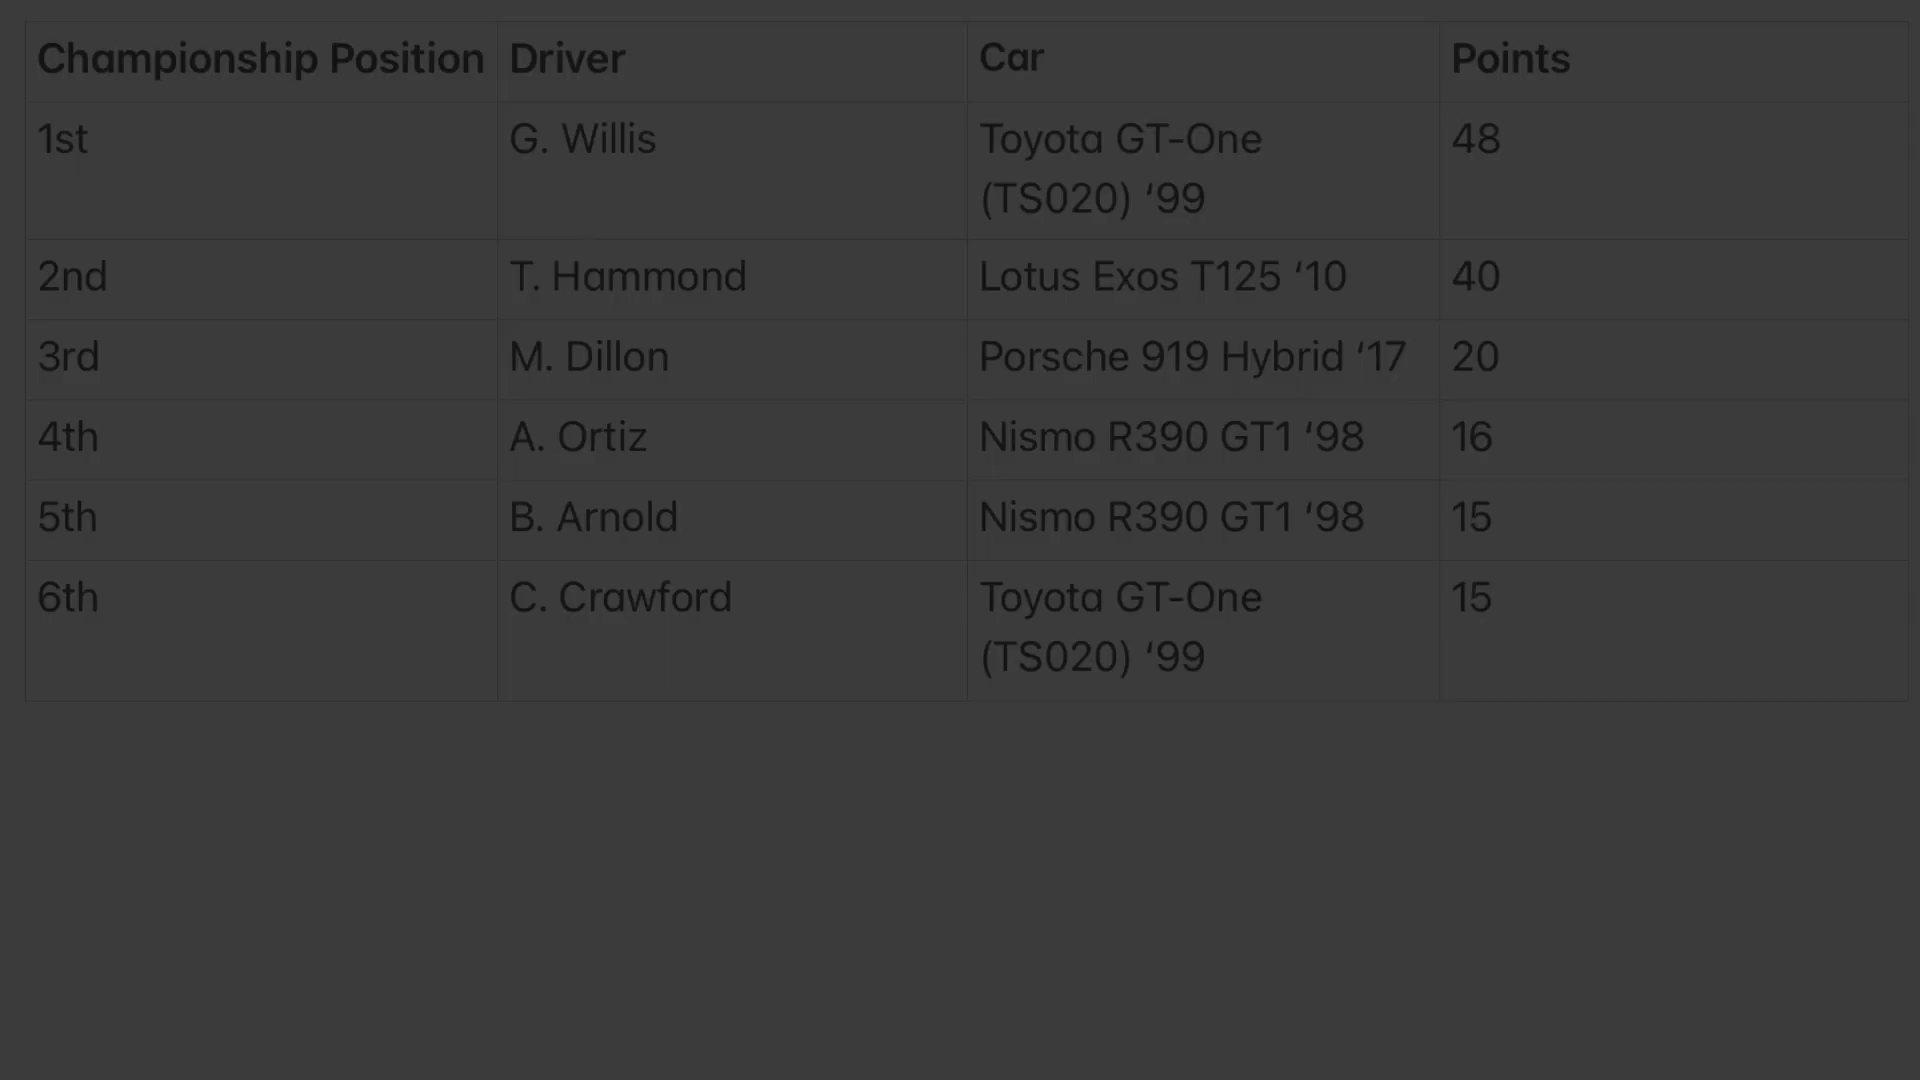 Championship Position Driver Car Points
1st G. Willis Toyota GT-One 48
(TS020) ‘99
2nd T. Hammond Lotus Exos T125 ‘10 40
3rd M. Dillon Porsche 919 Hybrid ‘17 20
4th A. Ortiz Nismo R390 GT1 ‘98 16
5th B. Arnold Nismo R390 GT1 ‘98 15
6th C. Crawford Toyota GT-One 15
(TS020) ‘99